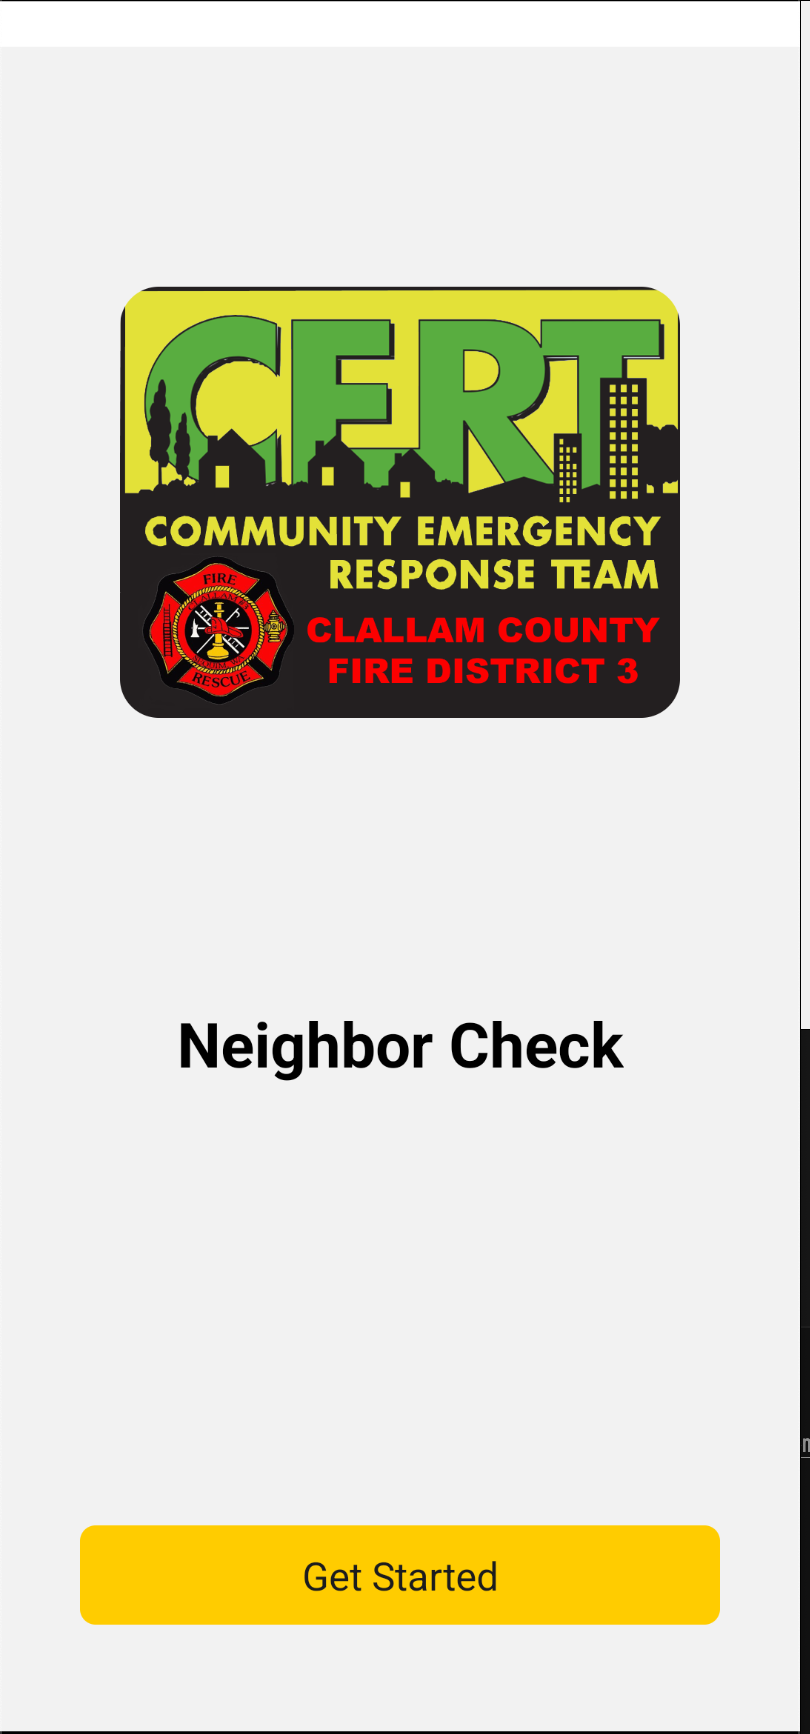 CERT
COMMUNITY EMERGENCY
RESPONSE TEAM
FIRE
RESCUE
CLALLAM COUNTY
FIRE DISTRICT 3
Neighbor Check
Get Started